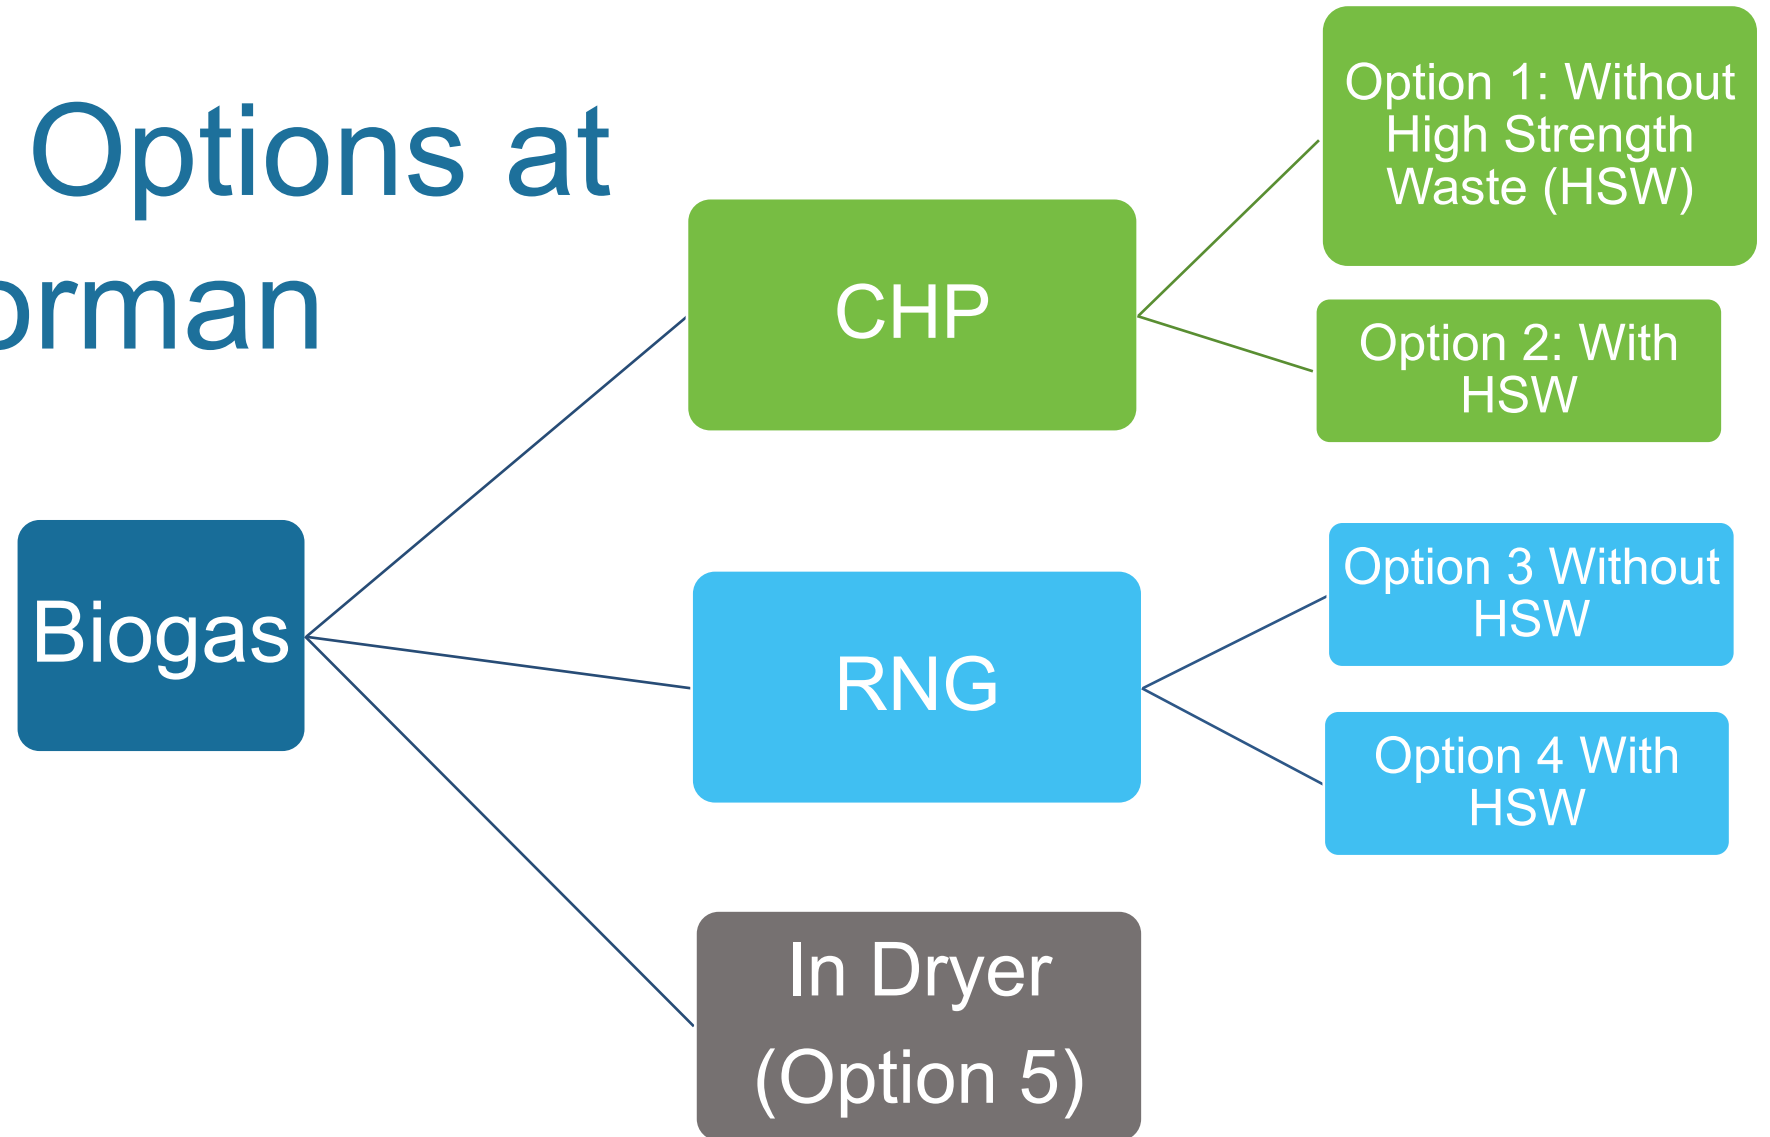 Options at
orman
Biogas
CHP
Option 1: Without
High Strength
Waste (HSW)
Option 2: With
HSW
RNG
Option 3 Without
HSW
Option 4 With
HSW
In Dryer
(Option 5)